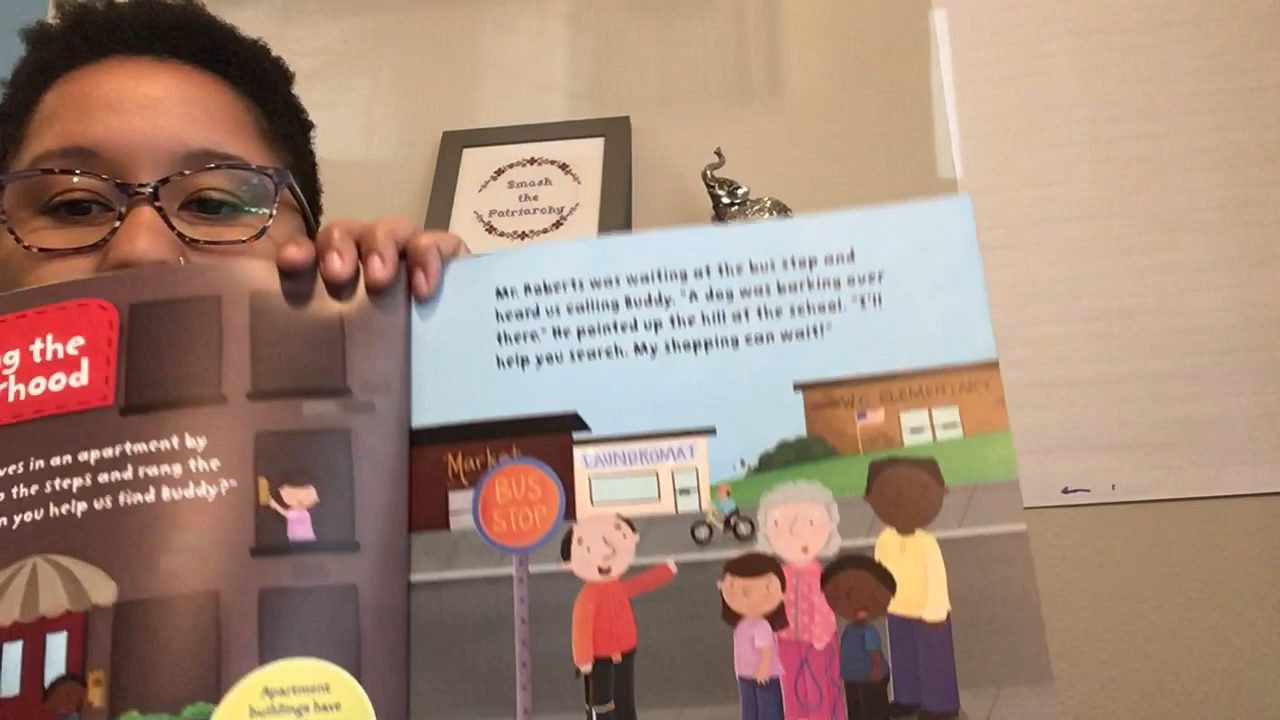 Smash
the
Patriarchy
g the
rhood
ves in an apartment by
the steps and rang the
n you help us find Buddy?"
Apartment
buildings have
Mr. Roberts was waiting at the bus stop and
heard us calling Buddy. "A dog was barking over
there." He pointed up the hill at the school. "I'll
help you search. My shopping can wait!"
Market
LAUNDROMAT
W.C. ELEMENTARY
BUS
STOP